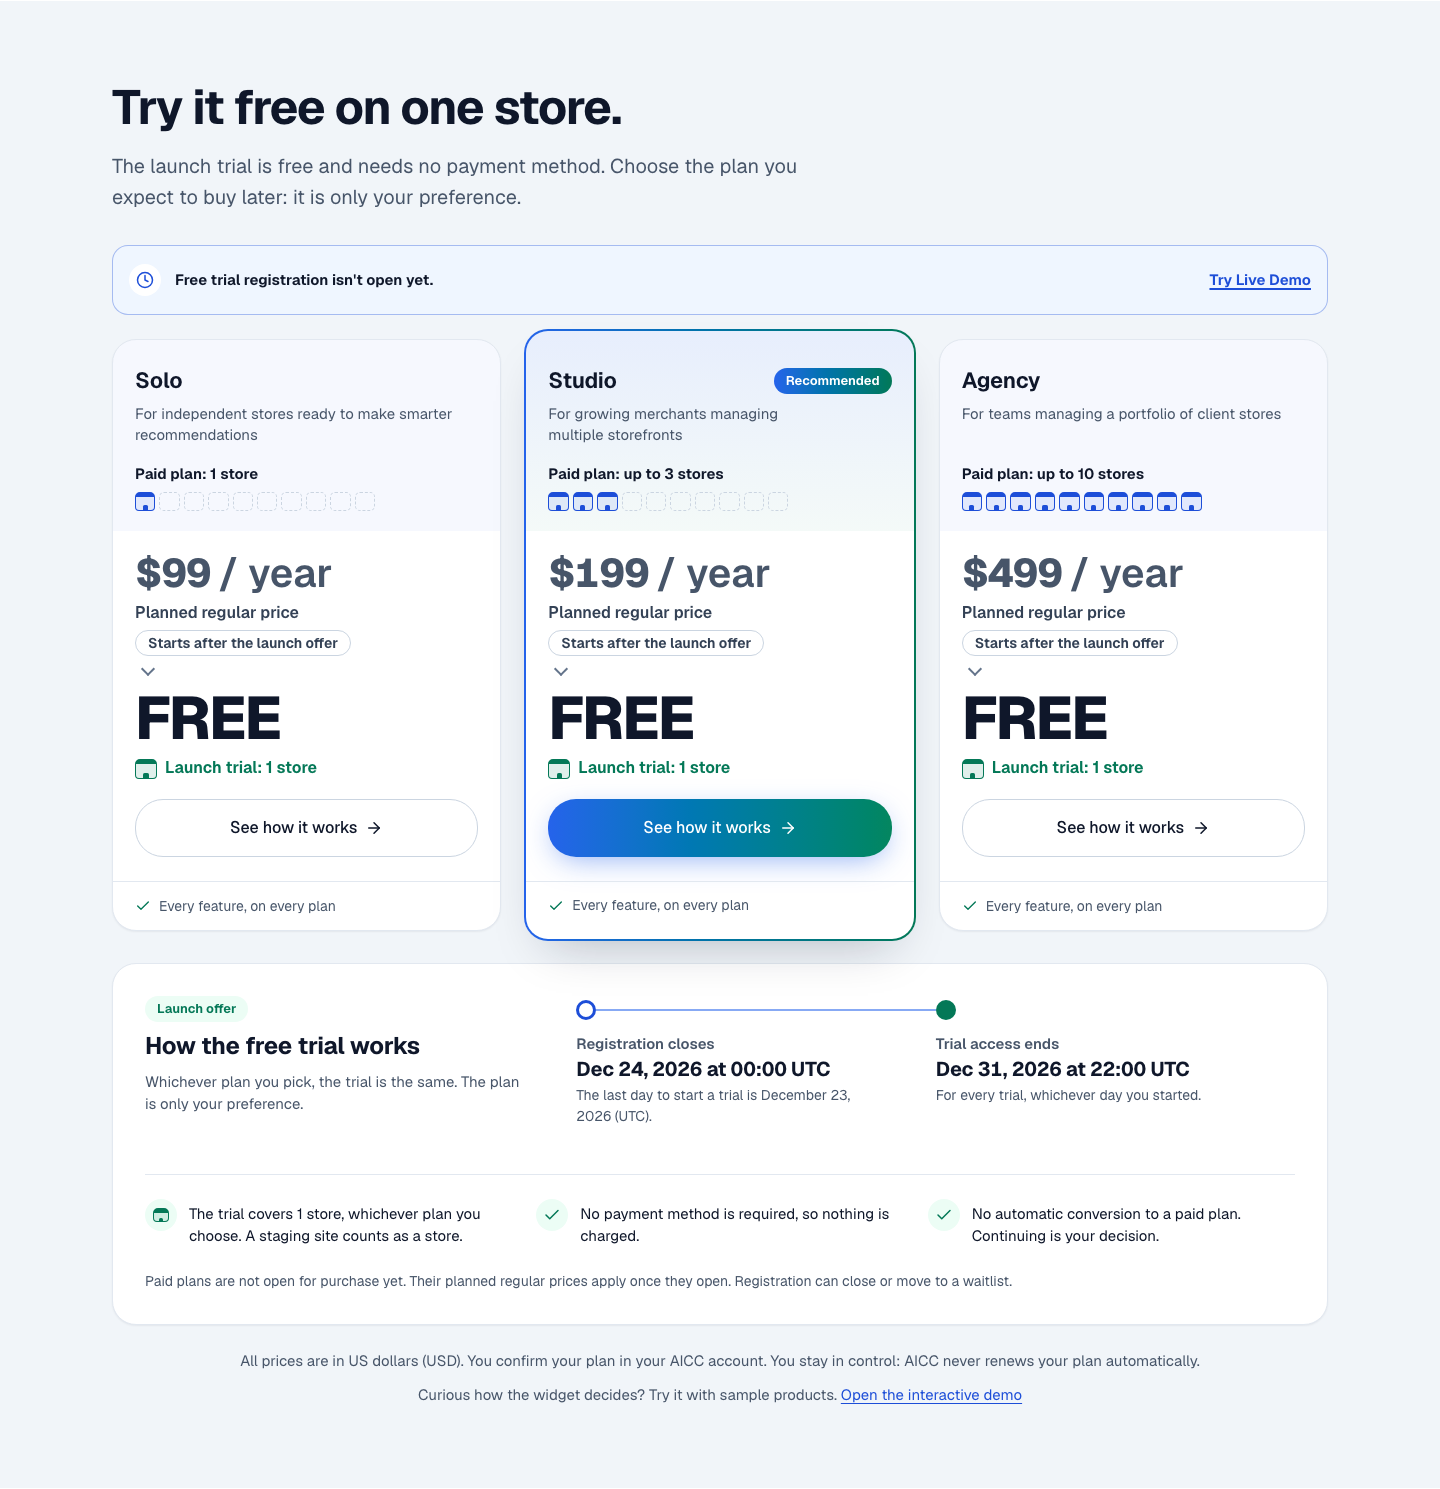 Try it free on one store.
The launch trial is free and needs no payment method. Choose the plan you
expect to buy later: it is only your preference.
Free trial registration isn't open yet.
Try Live Demo
Solo
For independent stores ready to make smarter
recommendations
Paid plan: 1 store
$99 / year
Planned regular price
Starts after the launch offer
FREE
Launch trial: 1 store
See how it works
Every feature, on every plan
Studio
Recommended
For growing merchants managing
multiple storefronts
Paid plan: up to 3 stores
$199 / year
Planned regular price
Starts after the launch offer
FREE
Launch trial: 1 store
See how it works
Every feature, on every plan
Agency
For teams managing a portfolio of client stores
Paid plan: up to 10 stores
$499 / year
Planned regular price
Starts after the launch offer
FREE
Launch trial: 1 store
See how it works
Every feature, on every plan
Launch offer
How the free trial works
Whichever plan you pick, the trial is the same. The plan
is only your preference.
Registration closes
Dec 24, 2026 at 00:00 UTC
The last day to start a trial is December 23,
2026 (UTC).
Trial access ends
Dec 31, 2026 at 22:00 UTC
For every trial, whichever day you started.
The trial covers 1 store, whichever plan you
choose. A staging site counts as a store.
No payment method is required, so nothing is
charged.
No automatic conversion to a paid plan.
Continuing is your decision.
Paid plans are not open for purchase yet. Their planned regular prices apply once they open. Registration can close or move to a waitlist.
All prices are in US dollars (USD). You confirm your plan in your AICC account. You stay in control: AICC never renews your plan automatically.
Curious how the widget decides? Try it with sample products. Open the interactive demo